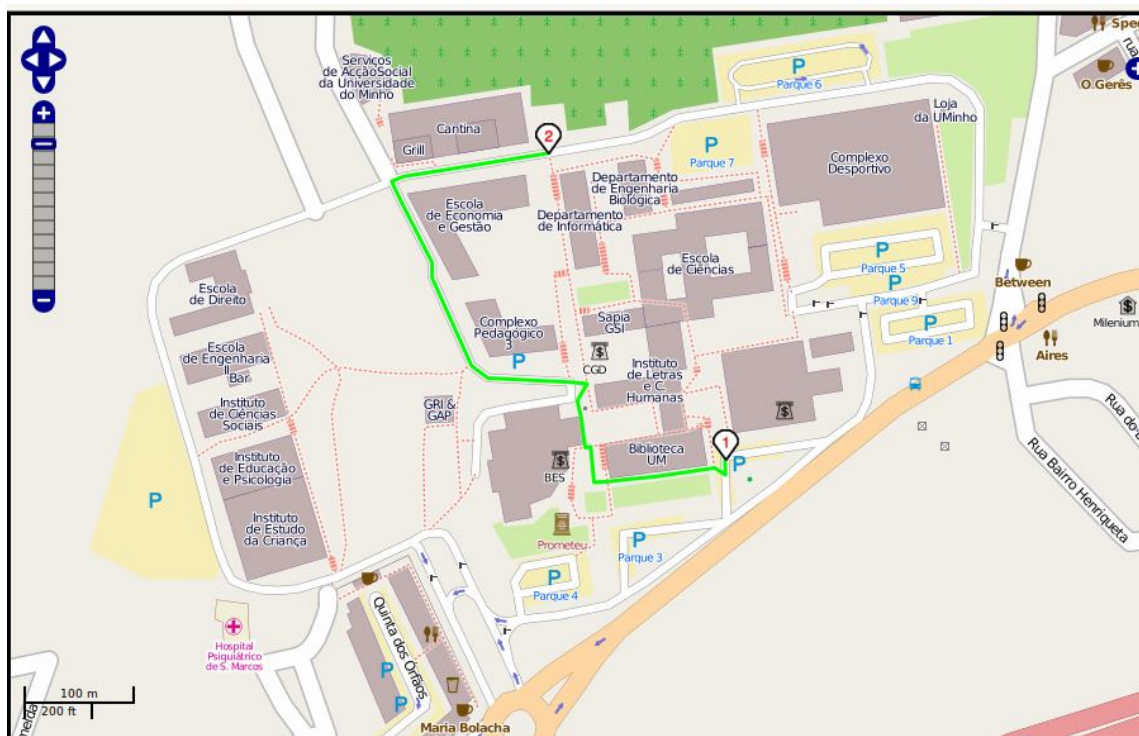 Serviços
de AcçãoSocial
da Universidade
do Minho
Cantina
Grill
2
P
Parque 6
Loja
da UMinho
O Gerês
P
Parque 7
Complexo
Desportivo
Departamento
de Engenharia
Biológica
Escola
de Economia
e Gestão
Departamento
de Informática
Escola
de Ciências
P
Parque 5
P
Parque 9
Between
P
Parque 1
Milenium
Aires
Escola
de Direito
Complexo
Pedagógico
3
P
Sapia
GSI
CGD
Escola
de Engenharia
II
Bar
Instituto
de Letras
e C.
Humanas
Instituto
de Ciências
Sociais
GRI &
GAP
Instituto
de Educação
e Psicologia
BES
Biblioteca
UM
1
P
Rua Bairro Henriqueta
P
Instituto
de Estudo
da Criança
Prometeu
P
Parque 3
P
Parque 4
Hospital
Psiquiátrico
de S. Marcos
Quinta dos Órfãos
P
P
Maria Bolacha
100 m
200 ft